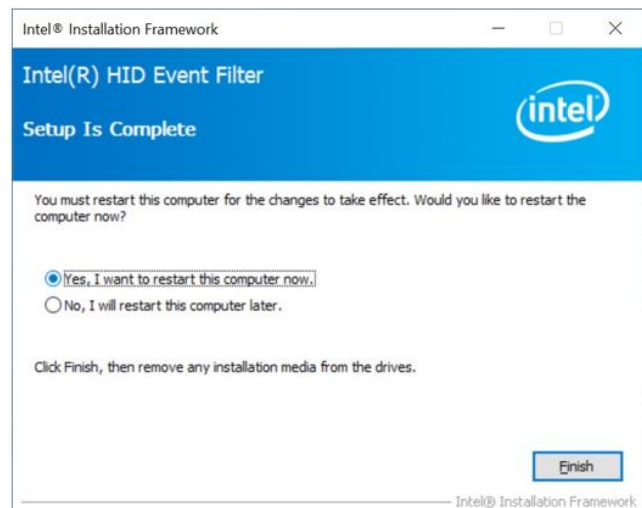 Intel® Installation Framework
Intel(R) HID Event Filter
Setup Is Complete
intel
You must restart this computer for the changes to take effect. Would you like to restart the
computer now?
Yes, I want to restart this computer now.
No, I will restart this computer later.
Click Finish, then remove any installation media from the drives.
Finish
Intel® Installation Framework